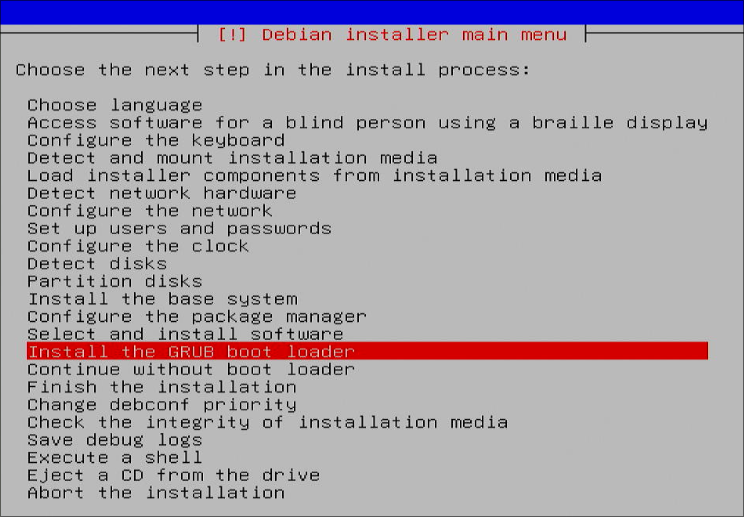 [!] Debian installer main menu
Choose the next step in the install process:
Choose language
Access software for a blind person using a braille display
Configure the keyboard
Detect and mount installation media
Load installer components from installation media
Detect network hardware
Configure the network
Set up users and passwords
Configure the clock
Detect disks
Partition disks
Install the base system
Configure the package manager
Select and install software
Install the GRUB boot loader
Continue without boot loader
Finish the installation
Change debconf priority
Check the integrity of installation media
Save debug logs
Execute a shell
Eject a CD from the drive
Abort the installation